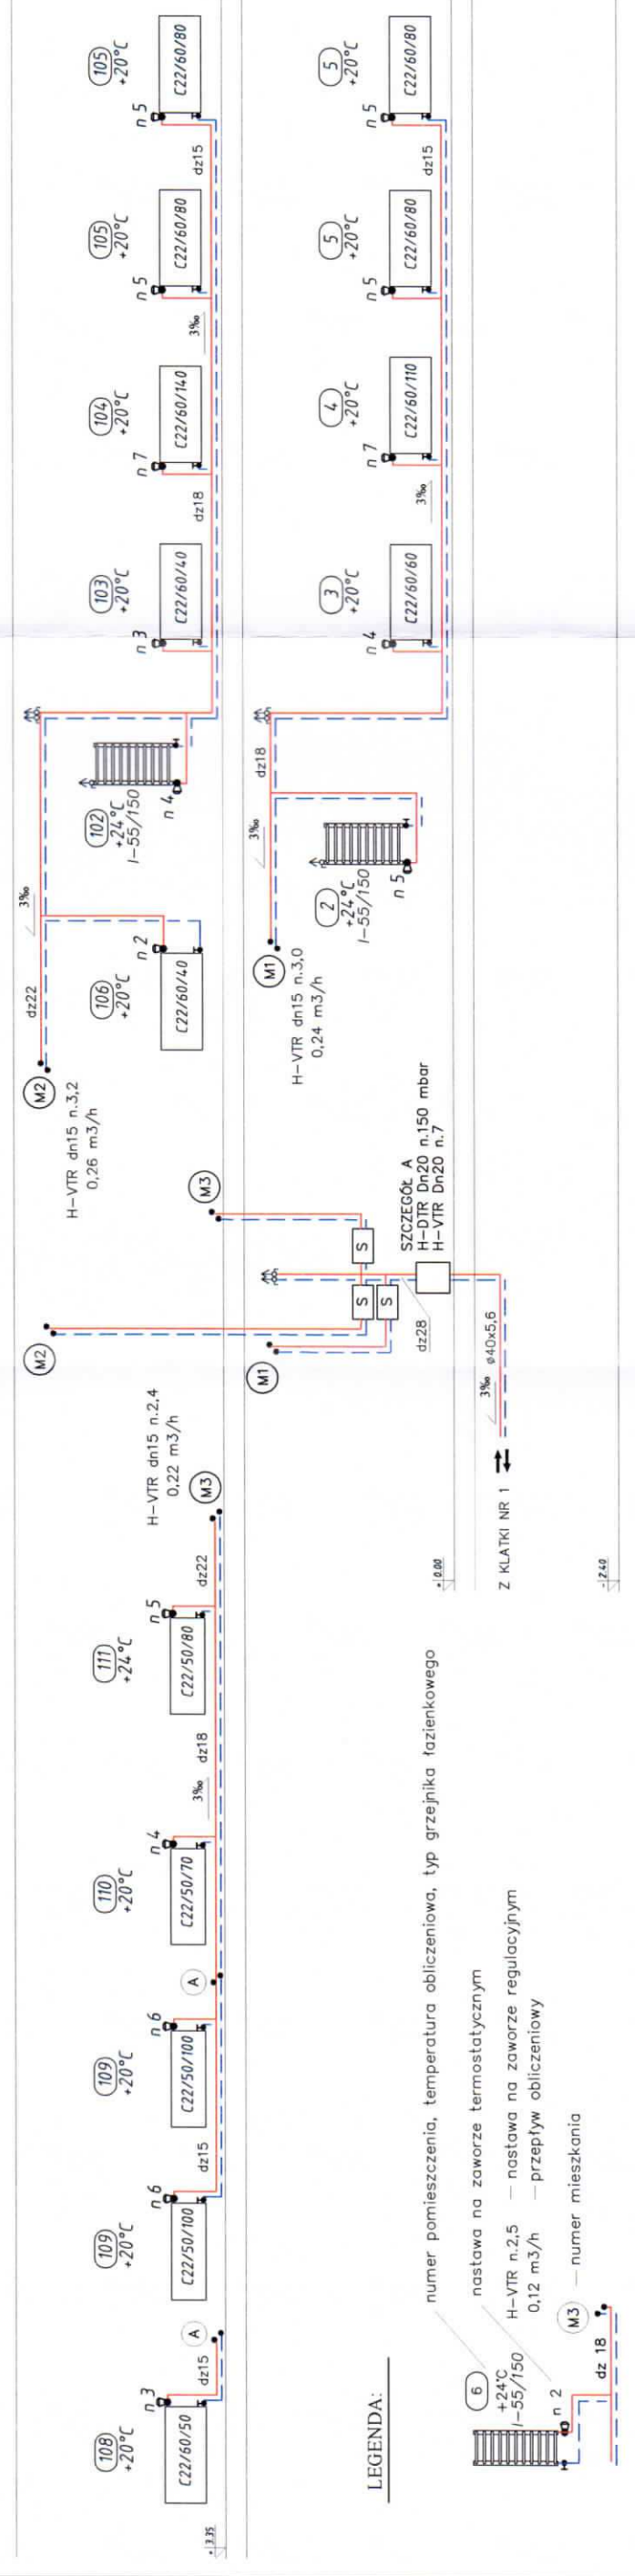 108
+20°C
n 3
C22/60/50
dz15
A
109
+20°C
n 6
C22/50/100
dz15
109
+20°C
n 6
C22/50/100
A
110
+20°C
n 4
C22/50/70
3‰
dz18
111
+24°C
n 5
C22/50/80
dz22
M3
H-VTR dn15 n.2,4
0,22 m3/h
+ 3.35
M2
M3
M2
H-VTR dn15 n.3,2
0,26 m3/h
dz22
3‰
106
+20°C
n 2
C22/60/40
102
+24°C
I-55/150
n 4
103
+20°C
n 3
C22/60/40
dz18
104
+20°C
n 7
C22/60/140
3‰
105
+20°C
n 5
C22/60/80
dz15
105
+20°C
n 5
C22/60/80
M1
M1
H-VTR dn15 n.3,0
0,24 m3/h
3‰
dz18
2
+24°C
I-55/150
n 5
3
+20°C
n 4
C22/60/60
3‰
4
+20°C
n 7
C22/60/110
5
+20°C
n 5
C22/60/80
dz15
5
+20°C
n 5
C22/60/80
S
S
S
SZCZEGÓŁ A
H-DTR Dn20 n.150 mbar
H-VTR Dn20 n.7
dz28
3‰ ø40x5,6
Z KLATKI NR 1
± 0.00
- 2.40
LEGENDA:
numer pomieszczenia, temperatura obliczeniowa, typ grzejnika łazienkowego
nastawa na zaworze termostatycznym
6
+24°C
I-55/150
n 2
H-VTR n.2,5 — nastawa na zaworze regulacyjnym
0,12 m3/h — przepływ obliczeniowy
M3 — numer mieszkania
dz 18